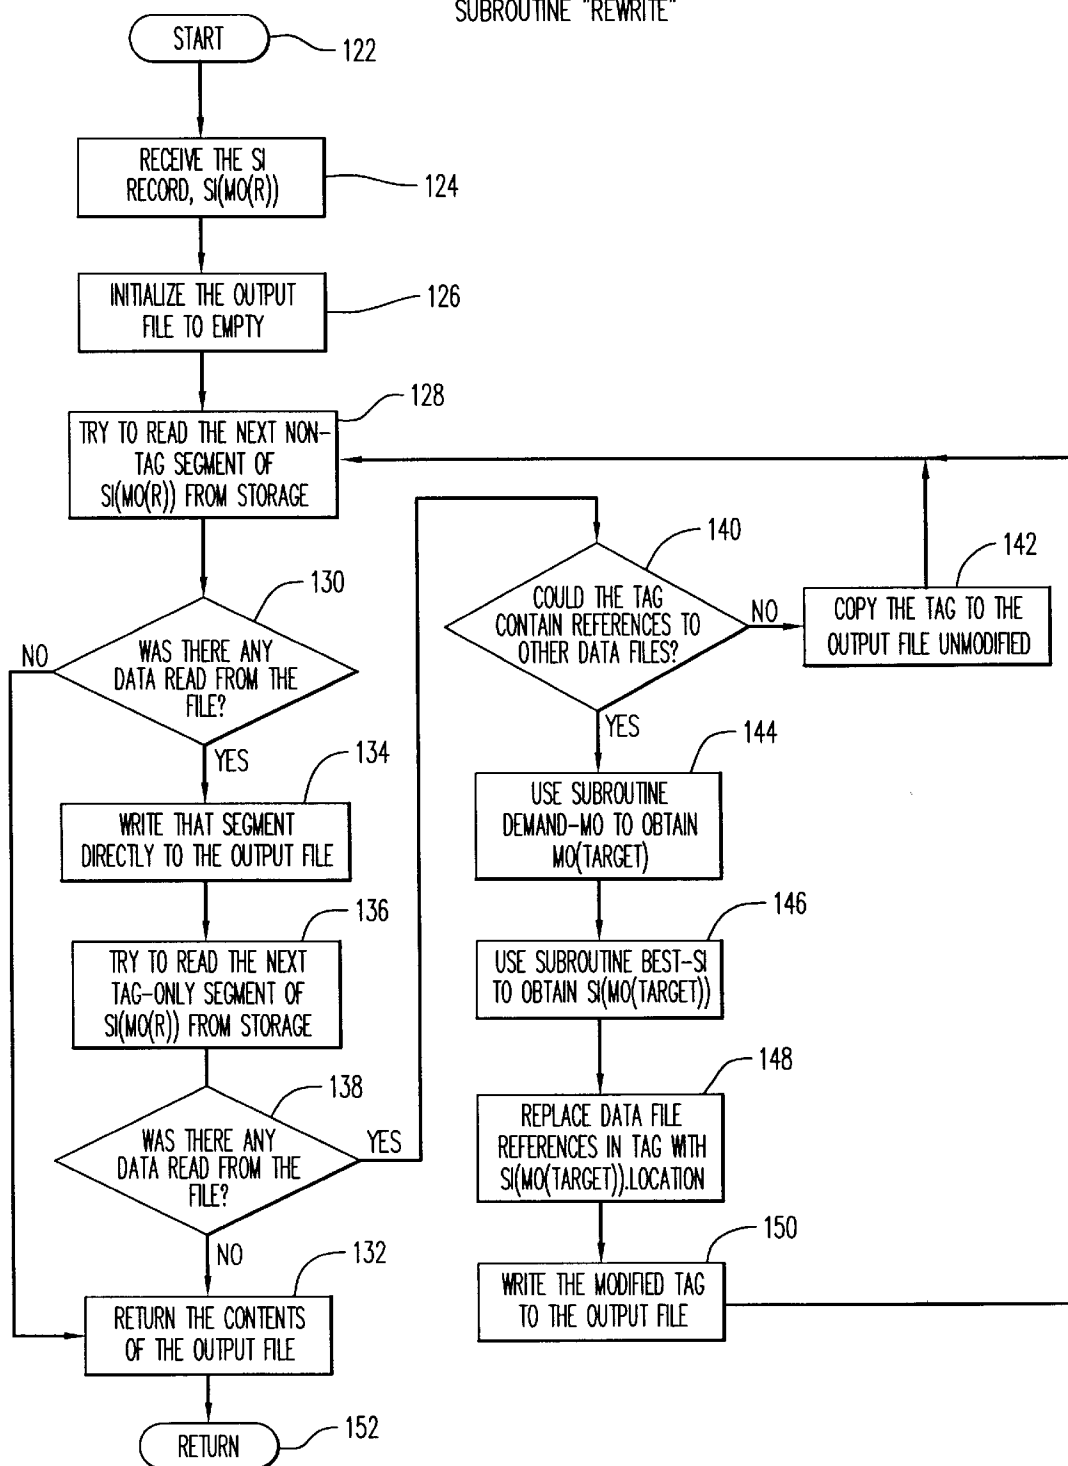 SUBROUTINE "REWRITE"
START
122
RECEIVE THE SI
RECORD, SI(MO(R))
124
INITIALIZE THE OUTPUT
FILE TO EMPTY
126
128
TRY TO READ THE NEXT NON-
TAG SEGMENT OF
SI(MO(R)) FROM STORAGE
130
WAS THERE ANY
DATA READ FROM THE
FILE?
NO
YES
134
WRITE THAT SEGMENT
DIRECTLY TO THE OUTPUT FILE
136
TRY TO READ THE NEXT
TAG-ONLY SEGMENT OF
SI(MO(R)) FROM STORAGE
138
WAS THERE ANY
DATA READ FROM THE
FILE?
YES
NO
132
RETURN THE CONTENTS
OF THE OUTPUT FILE
RETURN
152
140
COULD THE TAG
CONTAIN REFERENCES TO
OTHER DATA FILES?
NO
142
COPY THE TAG TO THE
OUTPUT FILE UNMODIFIED
YES
144
USE SUBROUTINE
DEMAND-MO TO OBTAIN
MO(TARGET)
146
USE SUBROUTINE BEST-SI
TO OBTAIN SI(MO(TARGET))
148
REPLACE DATA FILE
REFERENCES IN TAG WITH
SI(MO(TARGET)).LOCATION
150
WRITE THE MODIFIED TAG
TO THE OUTPUT FILE